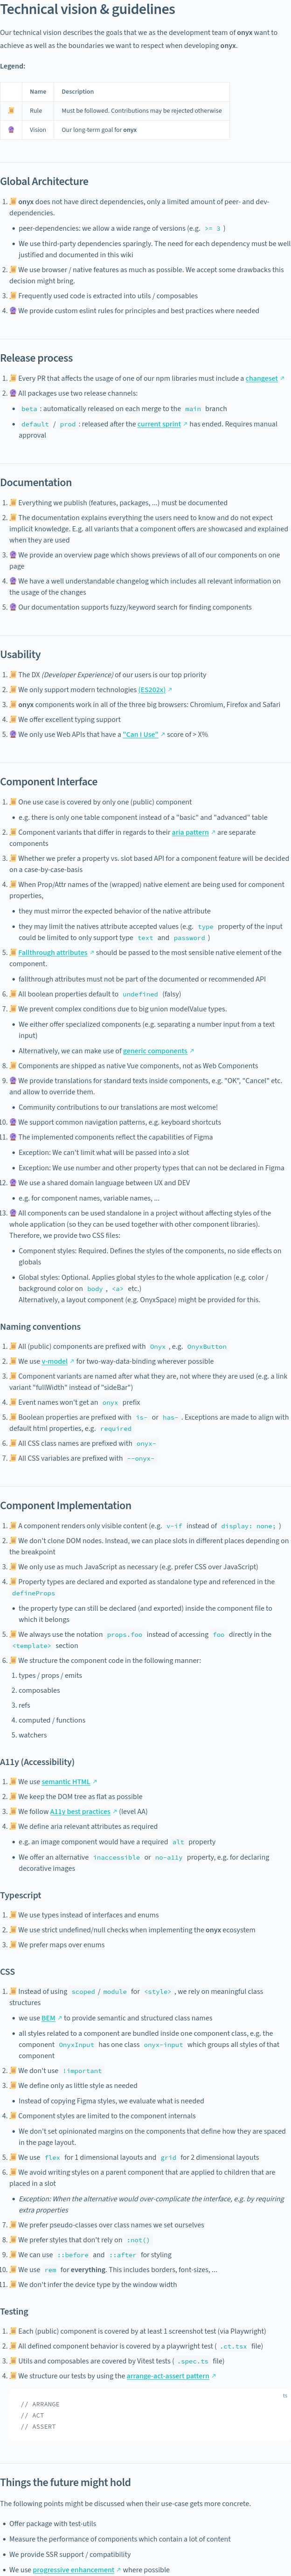 Technical vision & guidelines
Our technical vision describes the goals that we as the development team of onyx want to
achieve as well as the boundaries we want to respect when developing onyx.
Legend:
Name Description
📜 Rule Must be followed. Contributions may be rejected otherwise
🔮 Vision Our long-term goal for onyx
Global Architecture
1. 📜 onyx does not have direct dependencies, only a limited amount of peer- and dev-
dependencies.
• peer-dependencies: we allow a wide range of versions (e.g. >= 3 )
• We use third-party dependencies sparingly. The need for each dependency must be well
justified and documented in this wiki
2. 📜 We use browser / native features as much as possible. We accept some drawbacks this
decision might bring.
3. 📜 Frequently used code is extracted into utils / composables
4. 🔮 We provide custom eslint rules for principles and best practices where needed
Release process
1. 📜 Every PR that affects the usage of one of our npm libraries must include a changeset ↗
2. 🔮 All packages use two release channels:
• beta : automatically released on each merge to the main branch
• default / prod : released after the current sprint ↗ has ended. Requires manual
approval
Documentation
1. 📜 Everything we publish (features, packages, ...) must be documented
2. 📜 The documentation explains everything the users need to know and do not expect
implicit knowledge. E.g. all variants that a component offers are showcased and explained
when they are used
3. 🔮 We provide an overview page which shows previews of all of our components on one
page
4. 🔮 We have a well understandable changelog which includes all relevant information on
the usage of the changes
5. 🔮 Our documentation supports fuzzy/keyword search for finding components
Usability
1. 📜 The DX (Developer Experience) of our users is our top priority
2. 📜 We only support modern technologies (ES202x) ↗
3. 🔮 onyx components work in all of the three big browsers: Chromium, Firefox and Safari
4. 📜 We offer excellent typing support
5. 🔮 We only use Web APIs that have a "Can I Use" ↗ score of > X%
Component Interface
1. 📜 One use case is covered by only one (public) component
• e.g. there is only one table component instead of a "basic" and "advanced" table
2. 📜 Component variants that differ in regards to their aria pattern ↗ are separate
components
3. 📜 Whether we prefer a property vs. slot based API for a component feature will be decided
on a case-by-case-basis
4. 📜 When Prop/Attr names of the (wrapped) native element are being used for component
properties,
• they must mirror the expected behavior of the native attribute
• they may limit the natives attribute accepted values (e.g. type property of the input
could be limited to only support type text and password )
5. 📜 Fallthrough attributes ↗ should be passed to the most sensible native element of the
component.
• fallthrough attributes must not be part of the documented or recommended API
6. 📜 All boolean properties default to undefined (falsy)
7. 📜 We prevent complex conditions due to big union modelValue types.
• We either offer specialized components (e.g. separating a number input from a text
input)
• Alternatively, we can make use of generic components ↗
8. 📜 Components are shipped as native Vue components, not as Web Components
9. 🔮 We provide translations for standard texts inside components, e.g. "OK", "Cancel" etc.
and allow to override them.
• Community contributions to our translations are most welcome!
10. 🔮 We support common navigation patterns, e.g. keyboard shortcuts
11. 🔮 The implemented components reflect the capabilities of Figma
• Exception: We can't limit what will be passed into a slot
• Exception: We use number and other property types that can not be declared in Figma
12. 🔮 We use a shared domain language between UX and DEV
• e.g. for component names, variable names, ...
13. 🔮 All components can be used standalone in a project without affecting styles of the
whole application (so they can be used together with other component libraries).
Therefore, we provide two CSS files:
• Component styles: Required. Defines the styles of the components, no side effects on
globals
• Global styles: Optional. Applies global styles to the whole application (e.g. color /
background color on body , <a> etc.)
Alternatively, a layout component (e.g. OnyxSpace) might be provided for this.
Naming conventions
1. 📜 All (public) components are prefixed with Onyx , e.g. OnyxButton
2. 📜 We use v-model ↗ for two-way-data-binding wherever possible
3. 📜 Component variants are named after what they are, not where they are used (e.g. a link
variant "fullWidth" instead of "sideBar")
4. 📜 Event names won't get an onyx prefix
5. 📜 Boolean properties are prefixed with is- or has- . Exceptions are made to align with
default html properties, e.g. required
6. 📜 All CSS class names are prefixed with onyx-
7. 📜 All CSS variables are prefixed with --onyx-
Component Implementation
1. 📜 A component renders only visible content (e.g. v-if instead of display: none; )
2. 📜 We don't clone DOM nodes. Instead, we can place slots in different places depending on
the breakpoint
3. 📜 We only use as much JavaScript as necessary (e.g. prefer CSS over JavaScript)
4. 📜 Property types are declared and exported as standalone type and referenced in the
defineProps
• the property type can still be declared (and exported) inside the component file to
which it belongs
5. 📜 We always use the notation props.foo instead of accessing foo directly in the
<template> section
6. 📜 We structure the component code in the following manner:
1. types / props / emits
2. composables
3. refs
4. computed / functions
5. watchers
A11y (Accessibility)
1. 📜 We use semantic HTML ↗
2. 📜 We keep the DOM tree as flat as possible
3. 📜 We follow A11y best practices ↗ (level AA)
4. 📜 We define aria relevant attributes as required
• e.g. an image component would have a required alt property
• We offer an alternative inaccessible or no-a11y property, e.g. for declaring
decorative images
Typescript
1. 📜 We use types instead of interfaces and enums
2. 📜 We use strict undefined/null checks when implementing the onyx ecosystem
3. 📜 We prefer maps over enums
CSS
1. 📜 Instead of using scoped / module for <style> , we rely on meaningful class
structures
• we use BEM ↗ to provide semantic and structured class names
• all styles related to a component are bundled inside one component class, e.g. the
component OnyxInput has one class onyx-input which groups all styles of that
component
2. 📜 We don't use :important
3. 📜 We define only as little style as needed
• Instead of copying Figma styles, we evaluate what is needed
4. 📜 Component styles are limited to the component internals
• We don't set opinionated margins on the components that define how they are spaced
in the page layout.
5. 📜 We use flex for 1 dimensional layouts and grid for 2 dimensional layouts
6. 📜 We avoid writing styles on a parent component that are applied to children that are
placed in a slot
• Exception: When the alternative would over-complicate the interface, e.g. by requiring
extra properties
7. 📜 We prefer pseudo-classes over class names we set ourselves
8. 📜 We prefer styles that don't rely on :not()
9. 📜 We can use ::before and ::after for styling
10. 📜 We use rem for everything. This includes borders, font-sizes, ...
11. 📜 We don't infer the device type by the window width
Testing
1. 📜 Each (public) component is covered by at least 1 screenshot test (via Playwright)
2. 📜 All defined component behavior is covered by a playwright test ( .ct.tsx file)
3. 📜 Utils and composables are covered by Vitest tests ( .spec.ts file)
4. 📜 We structure our tests by using the arrange-act-assert pattern ↗
ts
// ARRANGE
// ACT
// ASSERT
Things the future might hold
The following points might be discussed when their use-case gets more concrete.
• Offer package with test-utils
• Measure the performance of components which contain a lot of content
• We provide SSR support / compatibility
• We use progressive enhancement ↗ where possible